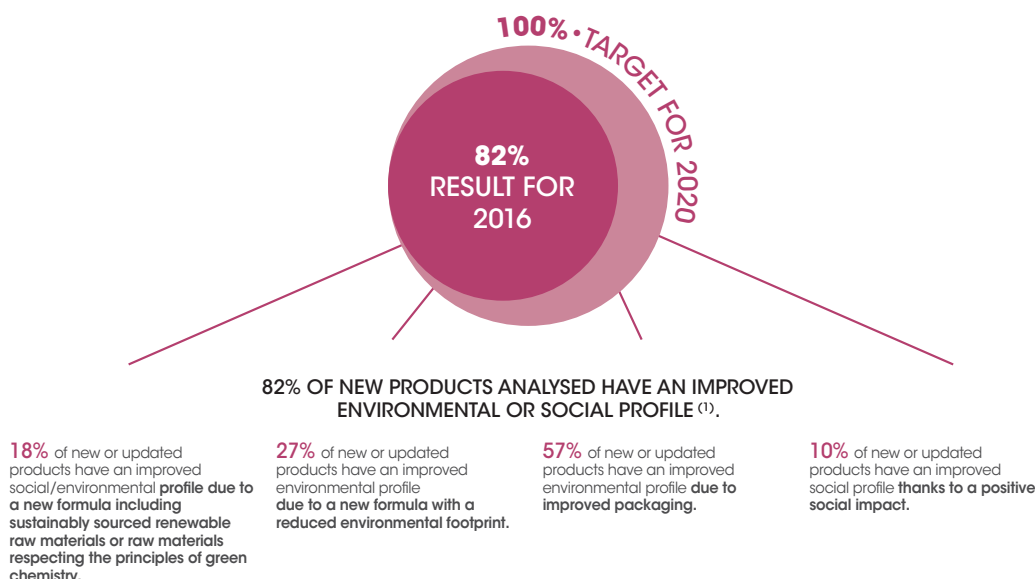 100% • TARGET FOR 2020
82%
RESULT FOR
2016
82% OF NEW PRODUCTS ANALYSED HAVE AN IMPROVED
ENVIRONMENTAL OR SOCIAL PROFILE (1).
18% of new or updated
products have an improved
social/environmental profile due to
a new formula including
sustainably sourced renewable
raw materials or raw materials
respecting the principles of green
chemistry.
27% of new or updated
products have an improved
environmental profile
due to a new formula with a
reduced environmental footprint.
57% of new or updated
products have an improved
environmental profile due to
improved packaging.
10% of new or updated
products have an improved
social profile thanks to a positive
social impact.